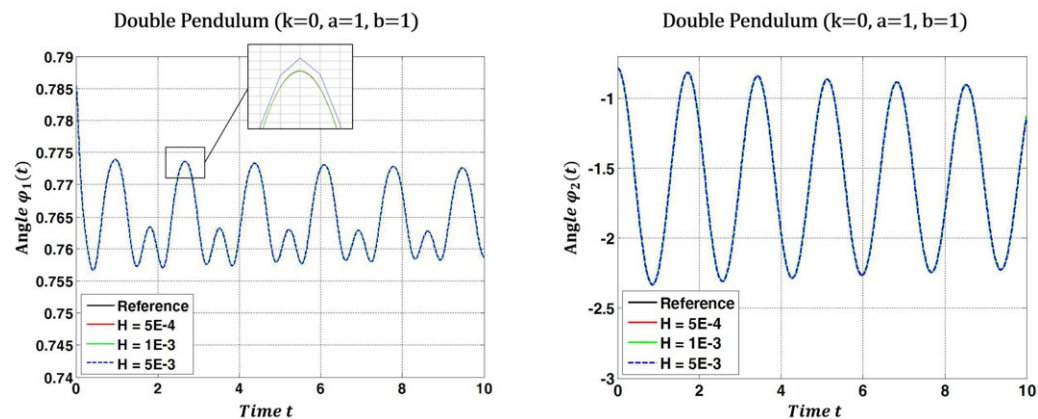 Double Pendulum (k=0, a=1, b=1)
0.79
0.785
0.78
0.775
0.77
0.765
0.76
0.755
0.75
0.745
0.74
Angle φ₁(t)
Reference
H = 5E-4
H = 1E-3
H = 5E-3
0 2 4 6 8 10
Time t
Double Pendulum (k=0, a=1, b=1)
-1
-1.5
-2
-2.5
-3
Angle φ₂(t)
Reference
H = 5E-4
H = 1E-3
H = 5E-3
0 2 4 6 8 10
Time t